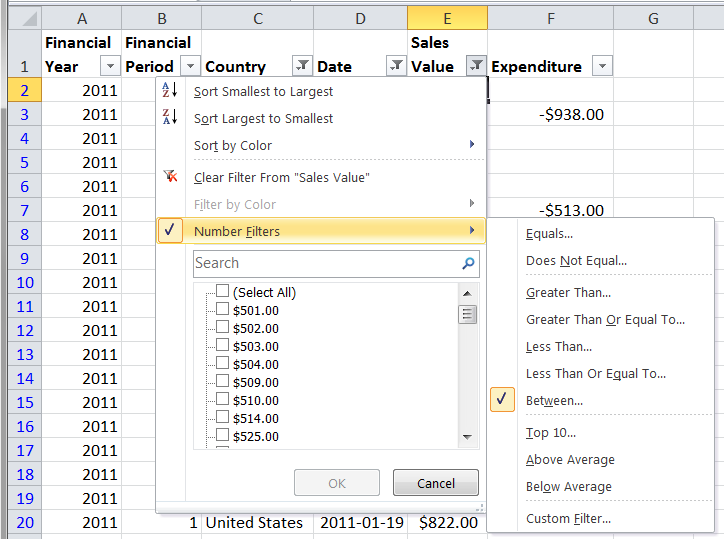 A B C D E F G
Financial Financial Sales
1 Year Period Country Date Value Expenditure
2 2011 Sort Smallest to Largest
3 2011 Sort Largest to Smallest -$938.00
4 2011 Sort by Color
5 2011
6 2011 Clear Filter From "Sales Value"
Filter by Color
7 2011 -$513.00
8 2011 Number Filters Equals...
9 2011 Search Does Not Equal...
10 2011 (Select All) Greater Than...
11 2011 $501.00
12 2011 $502.00 Greater Than Or Equal To...
13 2011 $503.00 Less Than...
14 2011 $504.00 Less Than Or Equal To...
15 2011 $509.00
$510.00 Between...
16 2011 $514.00
17 2011 $525.00 Top 10...
18 2011 Above Average
19 2011 OK Cancel Below Average
20 2011 1 United States 2011-01-19 $822.00 Custom Filter...